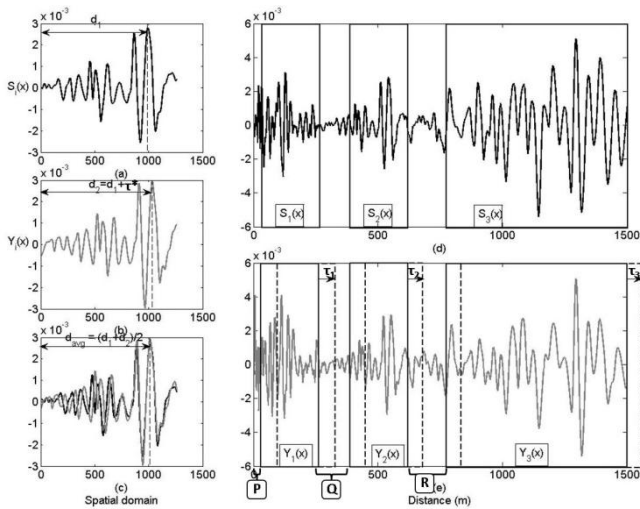 x 10⁻³
3
2
1
0
-1
-2
-3
Sᵢ(x)
d₁
0 500 1000 1500
(a)
x 10⁻³
3
2
1
0
-1
-2
-3
Yᵢ(x)
d₂=d₁+τ*
0 500 1000 1500
(b)
x 10⁻³
3
2
1
0
-1
-2
-3
d_avg = (d₁+d₂)/2
0 500 1000 1500
(c)
Spatial domain
x 10⁻³
6
4
2
0
-2
-4
-6
S₁(x) S₂(x) S₃(x)
0 500 1000 1500
(d)
x 10⁻³
6
4
2
0
-2
-4
-6
τ₁ τ₂ τ₃
Y₁(x) Y₂(x) Y₃(x)
0 500 1000 1500
(e)
P Q R
Distance (m)